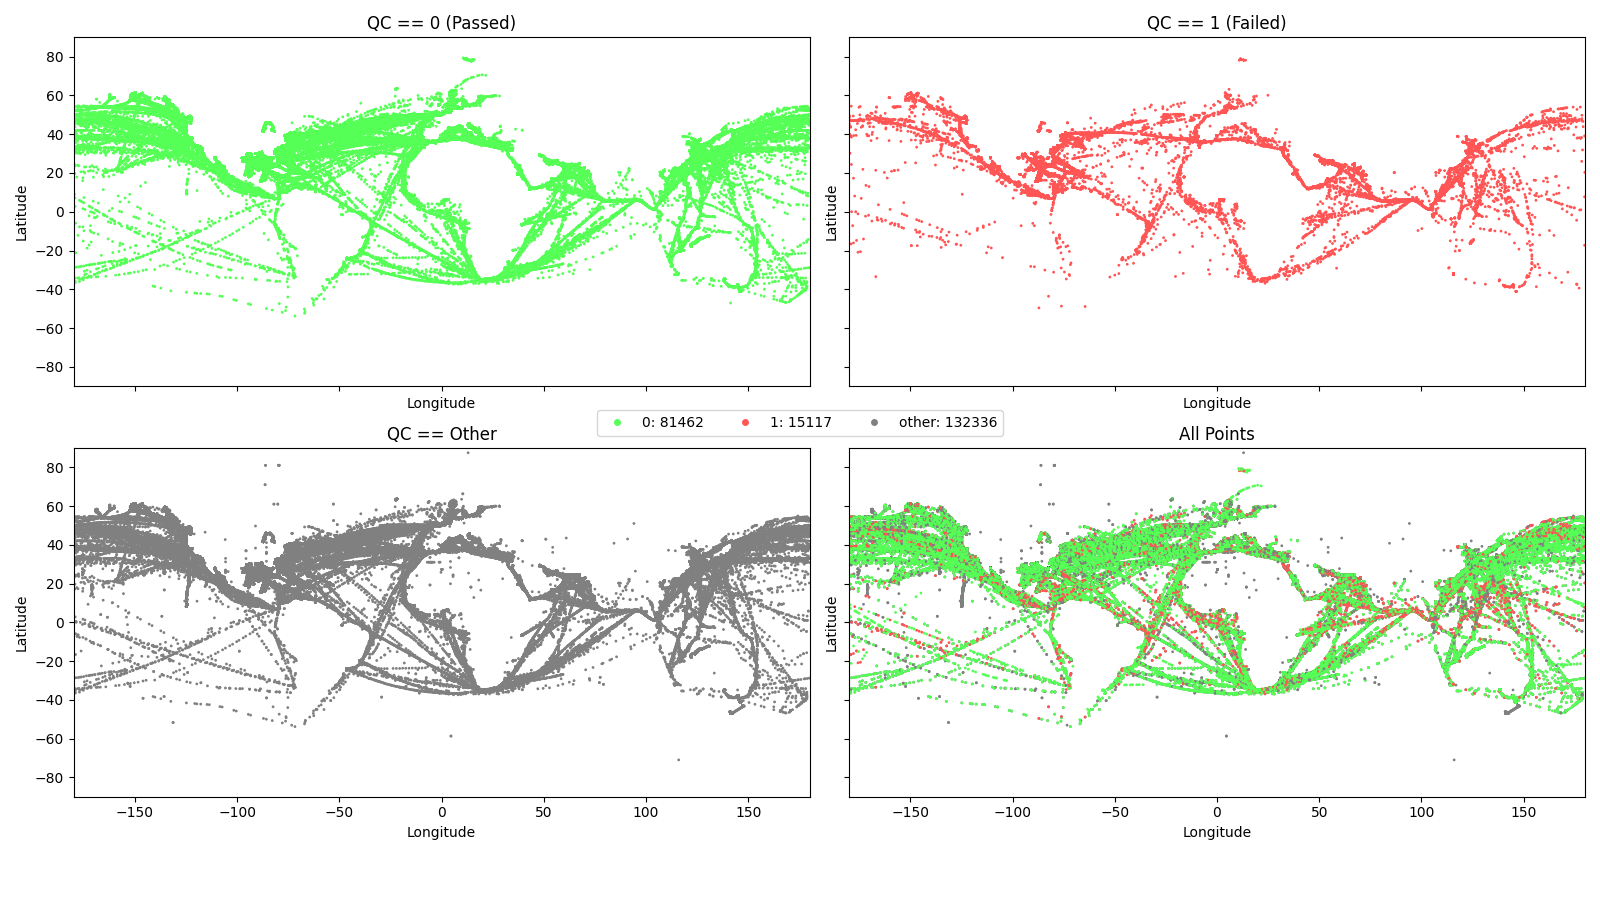 QC == 0 (Passed)
QC == 1 (Failed)
80
60
40
20
0
−20
−40
−60
−80
Latitude
Latitude
Longitude
Longitude
0: 81462
1: 15117
other: 132336
QC == Other
All Points
80
60
40
20
0
−20
−40
−60
−80
Latitude
Latitude
−150
−100
−50
0
50
100
150
−150
−100
−50
0
50
100
150
Longitude
Longitude